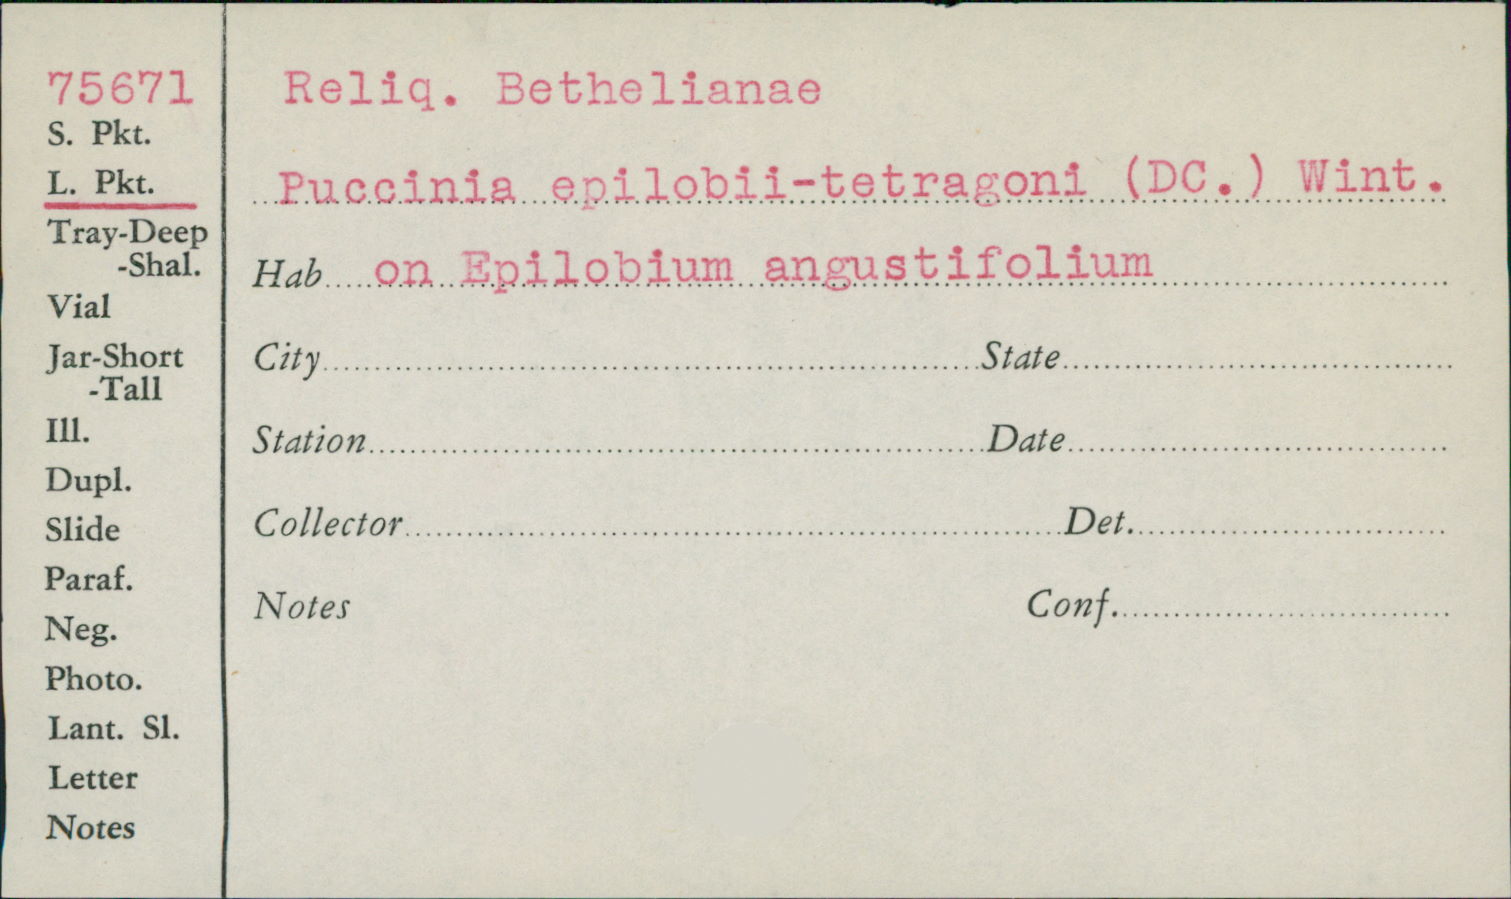 75671
S. Pkt.
L. Pkt.
Tray-Deep
-Shal.
Vial
Jar-Short
-Tall
Ill.
Dupl.
Slide
Paraf.
Neg.
Photo.
Lant. Sl.
Letter
Notes
Reliq. Bethelianae
Puccinia epilobii-tetragoni (DC.) Wint.
Hab on Epilobium angustifolium
City State
Station Date
Collector Det.
Notes Conf.